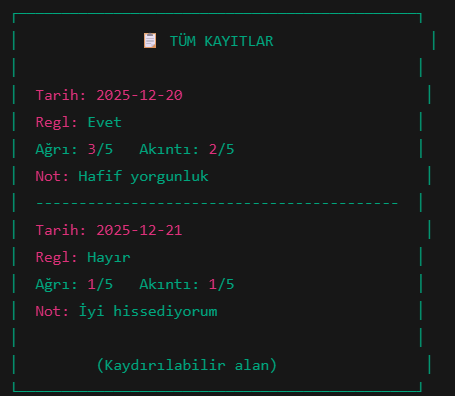 📋 TÜM KAYITLAR
Tarih: 2025-12-20
Regl: Evet
Ağrı: 3/5   Akıntı: 2/5
Not: Hafif yorgunluk
------------------------------------------
Tarih: 2025-12-21
Regl: Hayır
Ağrı: 1/5   Akıntı: 1/5
Not: İyi hissediyorum
(Kaydırılabilir alan)